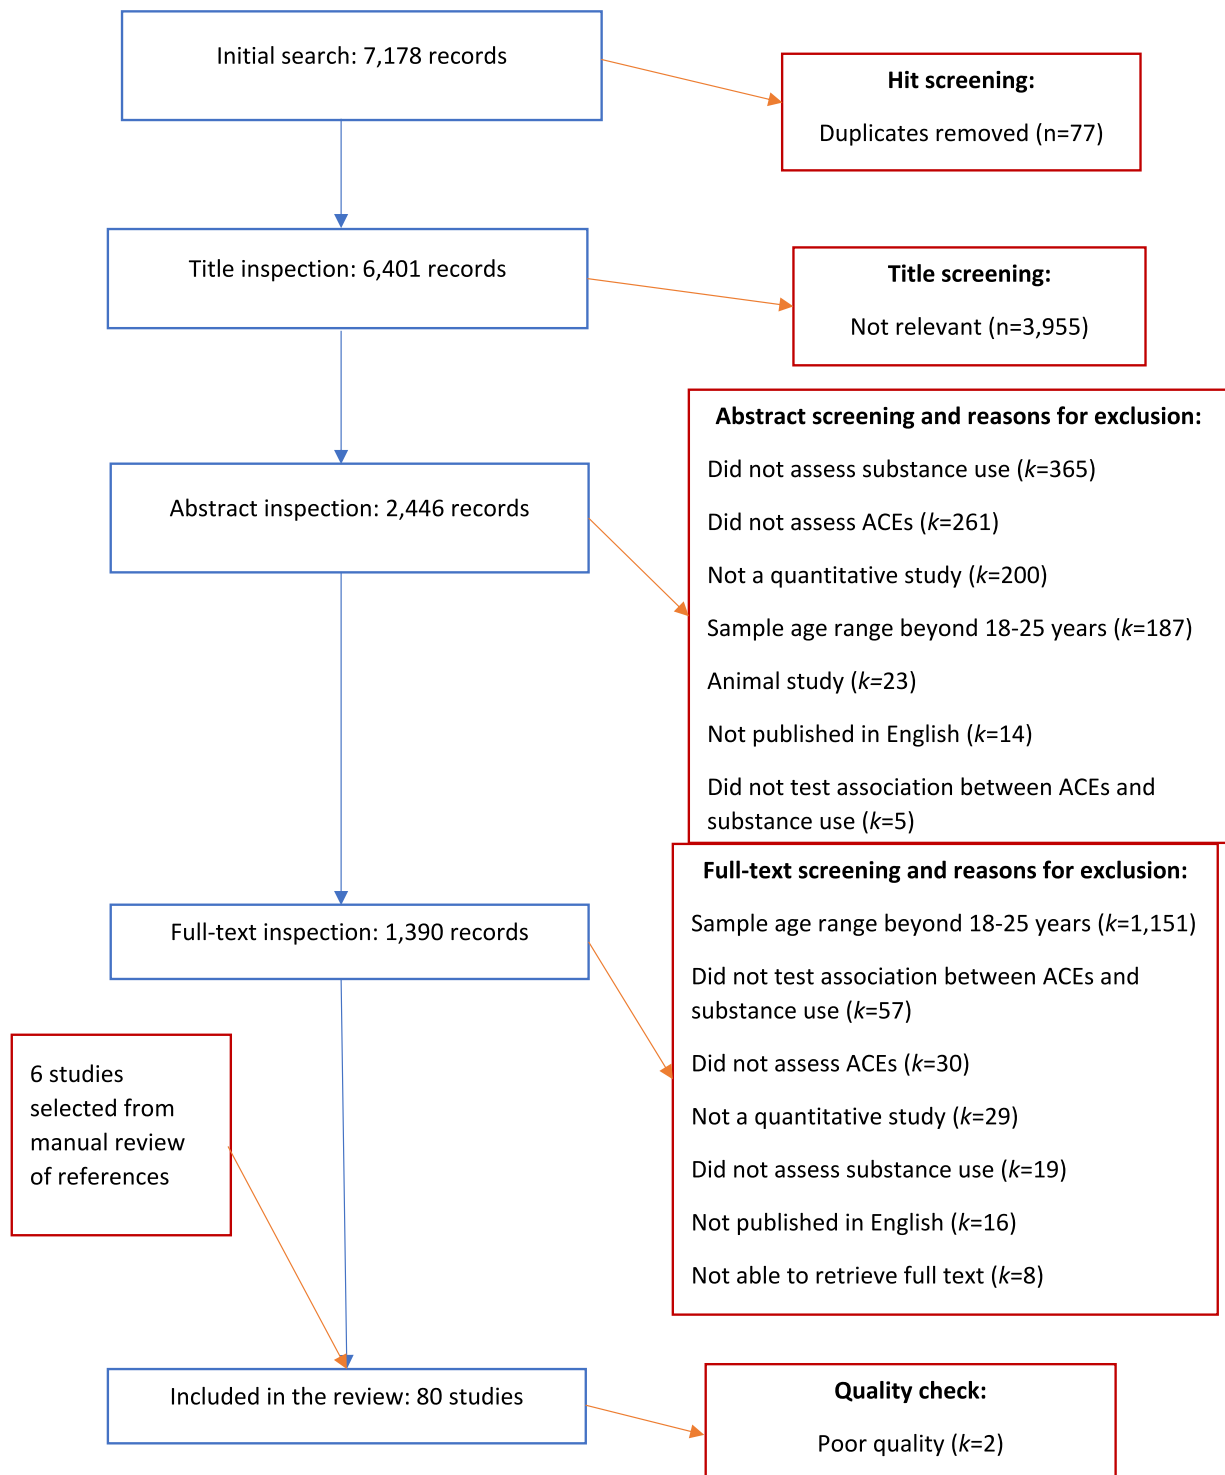 Initial search: 7,178 records
Hit screening:
Duplicates removed (n=77)
Title inspection: 6,401 records
Title screening:
Not relevant (n=3,955)
Abstract inspection: 2,446 records
Abstract screening and reasons for exclusion:
Did not assess substance use (k=365)
Did not assess ACEs (k=261)
Not a quantitative study (k=200)
Sample age range beyond 18-25 years (k=187)
Animal study (k=23)
Not published in English (k=14)
Did not test association between ACEs and
substance use (k=5)
Full-text inspection: 1,390 records
Full-text screening and reasons for exclusion:
Sample age range beyond 18-25 years (k=1,151)
Did not test association between ACEs and
substance use (k=57)
Did not assess ACEs (k=30)
Not a quantitative study (k=29)
Did not assess substance use (k=19)
Not published in English (k=16)
Not able to retrieve full text (k=8)
6 studies
selected from
manual review
of references
Included in the review: 80 studies
Quality check:
Poor quality (k=2)